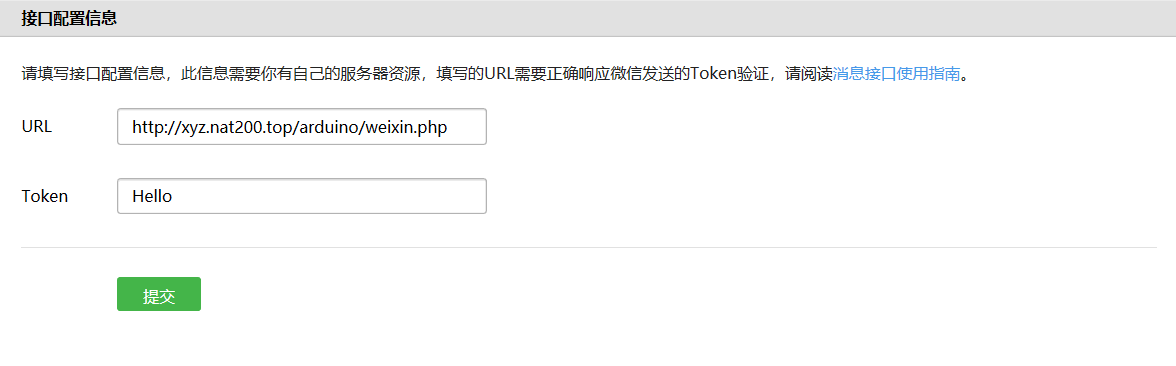 接口配置信息
请填写接口配置信息，此信息需要你有自己的服务器资源，填写的URL需要正确响应微信发送的Token验证，请阅读消息接口使用指南。
URL
http://xyz.nat200.top/arduino/weixin.php
Token
Hello
提交